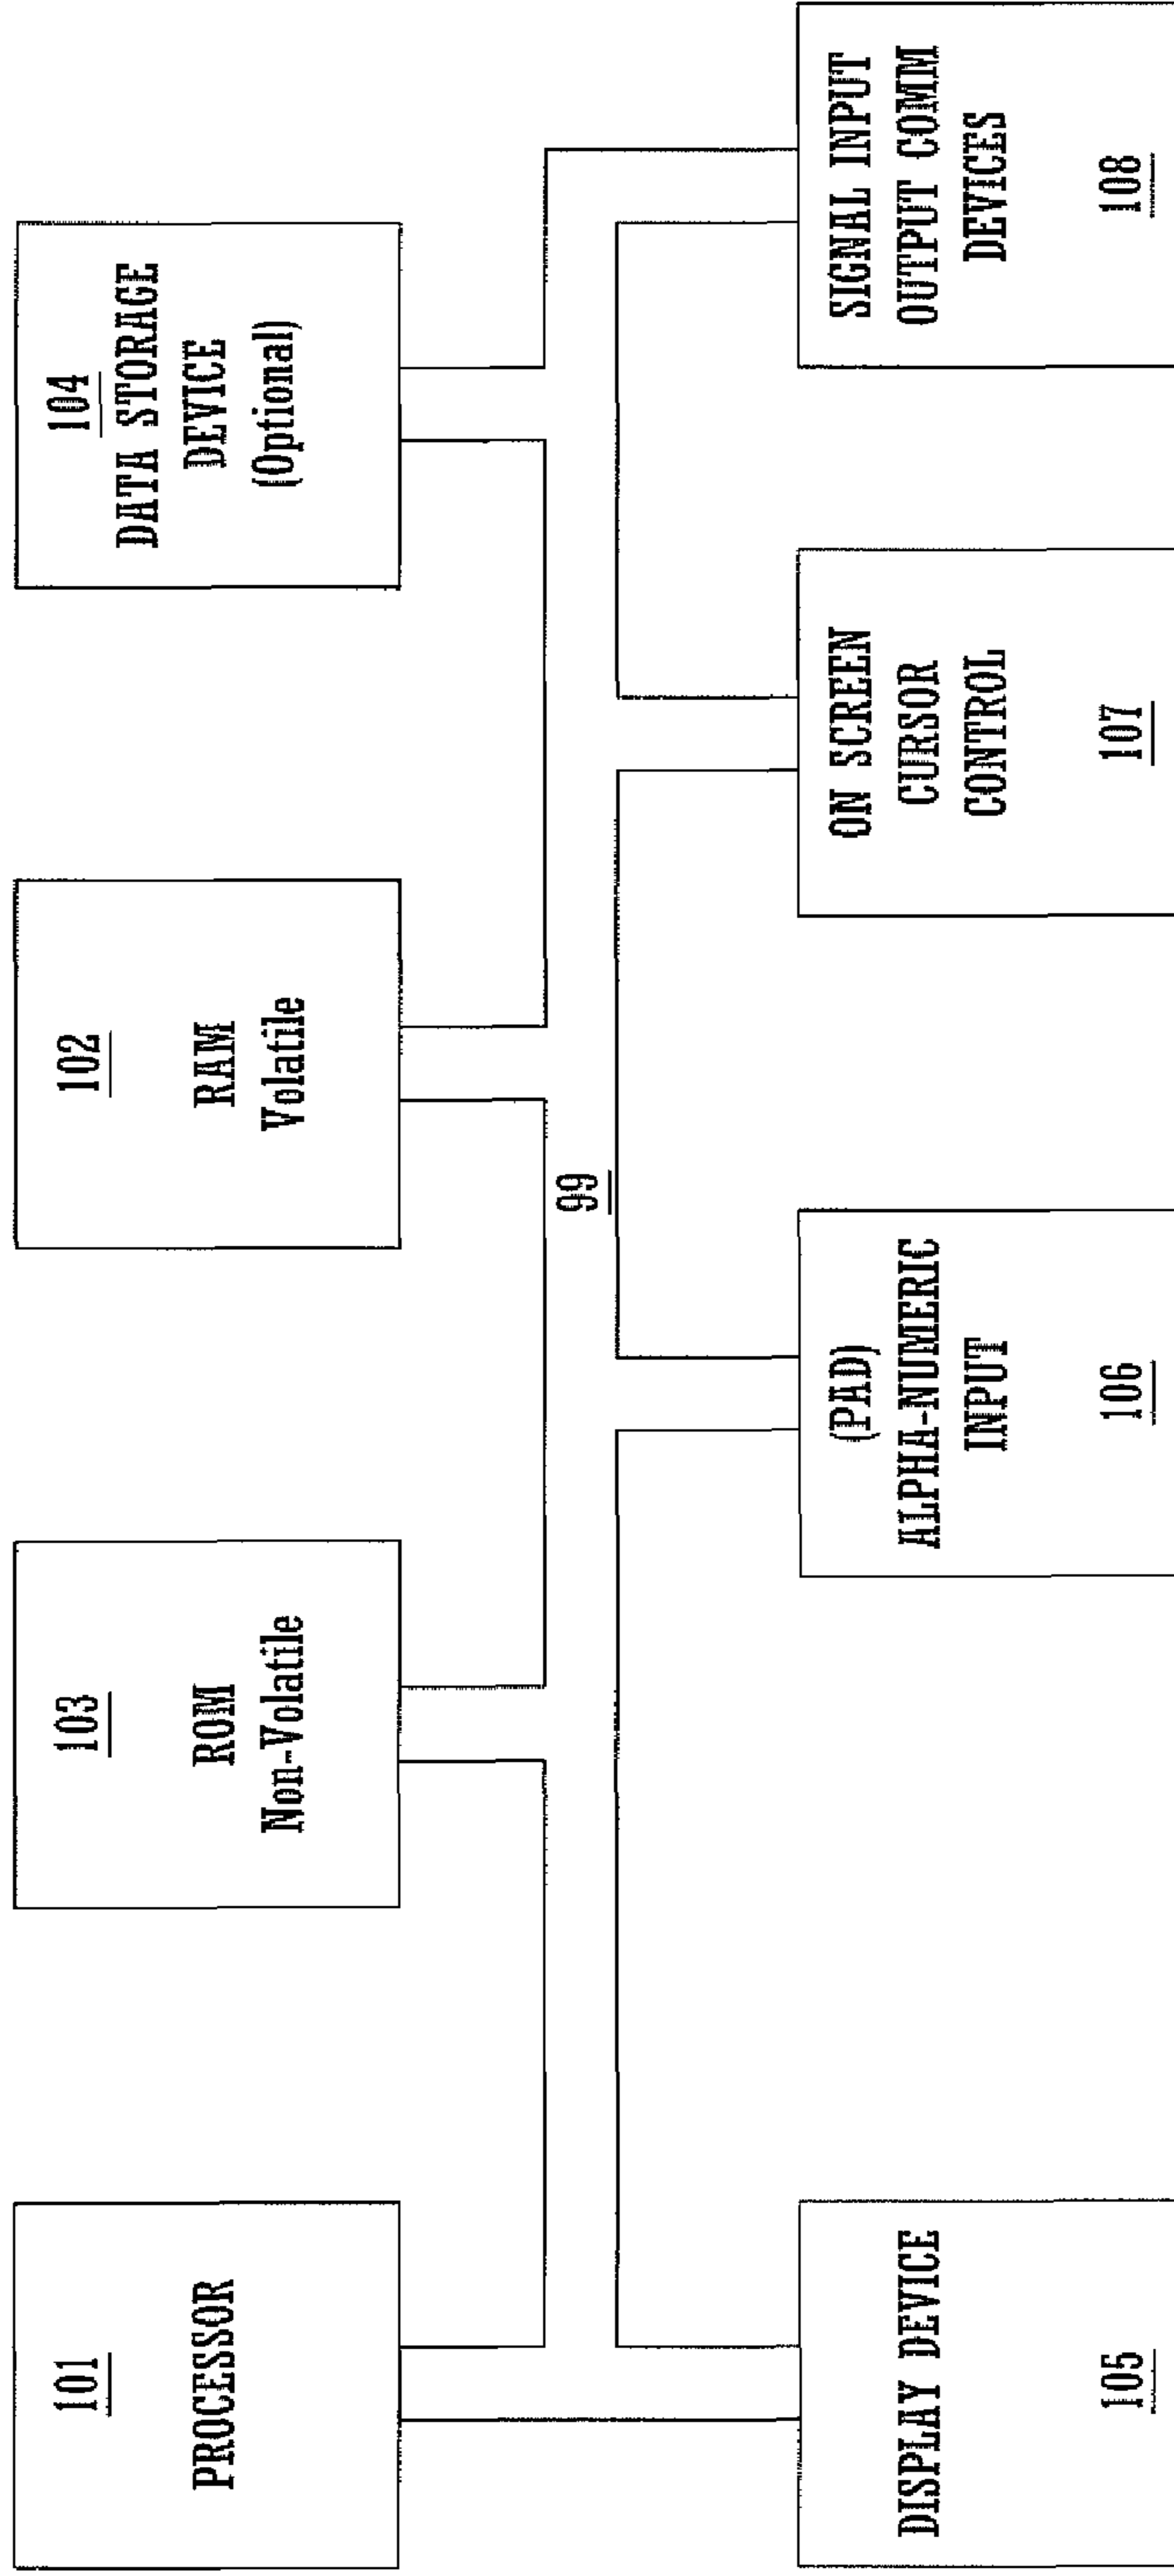 101
PROCESSOR
103
ROM
Non-Volatile
102
RAM
Volatile
104
DATA STORAGE
DEVICE
(Optional)
99
DISPLAY DEVICE
105
(PAD)
ALPHA-NUMERIC
INPUT
106
ON SCREEN
CURSOR
CONTROL
107
SIGNAL INPUT
OUTPUT COMM
DEVICES
108